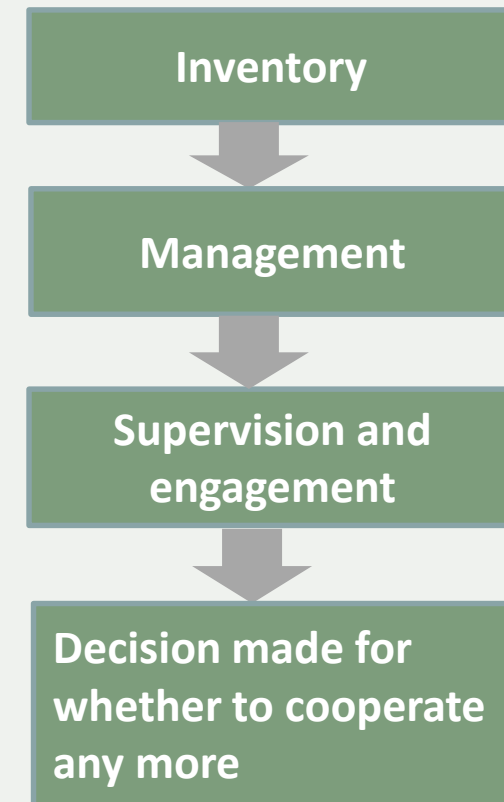 Inventory
Management
Supervision and
engagement
Decision made for
whether to cooperate
any more